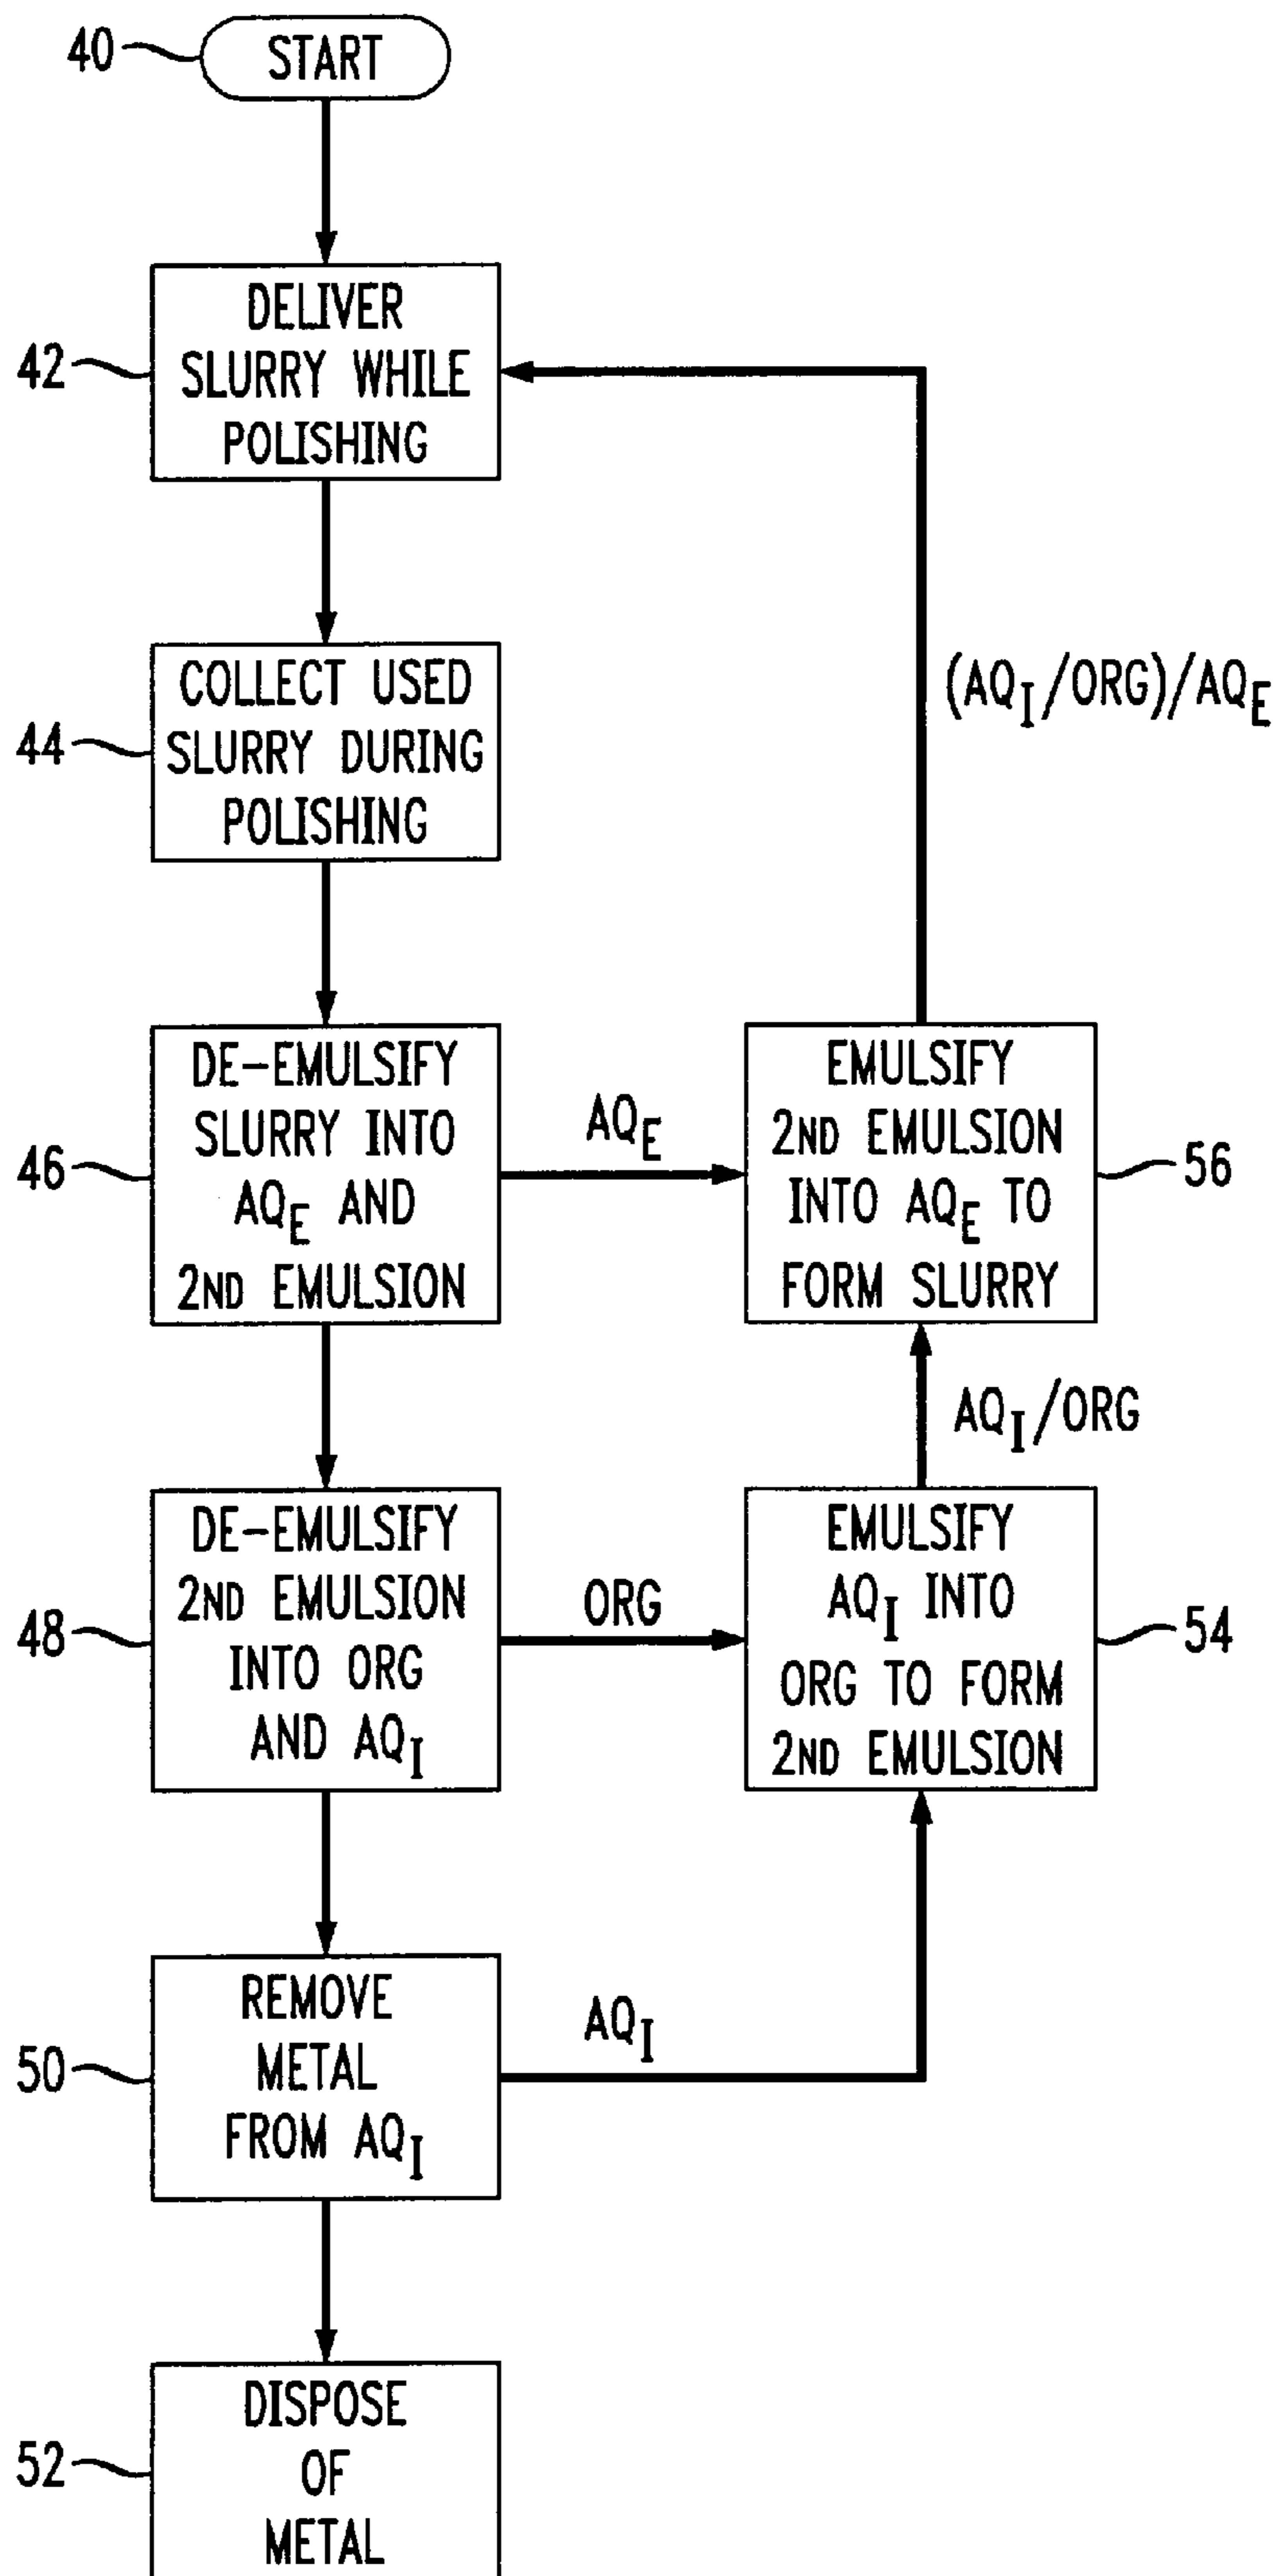 40
START
42
DELIVER
SLURRY WHILE
POLISHING
44
COLLECT USED
SLURRY DURING
POLISHING
(AQI/ORG)/AQE
46
DE-EMULSIFY
SLURRY INTO
AQE AND
2ND EMULSION
AQE
EMULSIFY
2ND EMULSION
INTO AQE TO
FORM SLURRY
56
AQI/ORG
48
DE-EMULSIFY
2ND EMULSION
INTO ORG
AND AQI
ORG
EMULSIFY
AQI INTO
ORG TO FORM
2ND EMULSION
54
50
REMOVE
METAL
FROM AQI
AQI
52
DISPOSE
OF
METAL